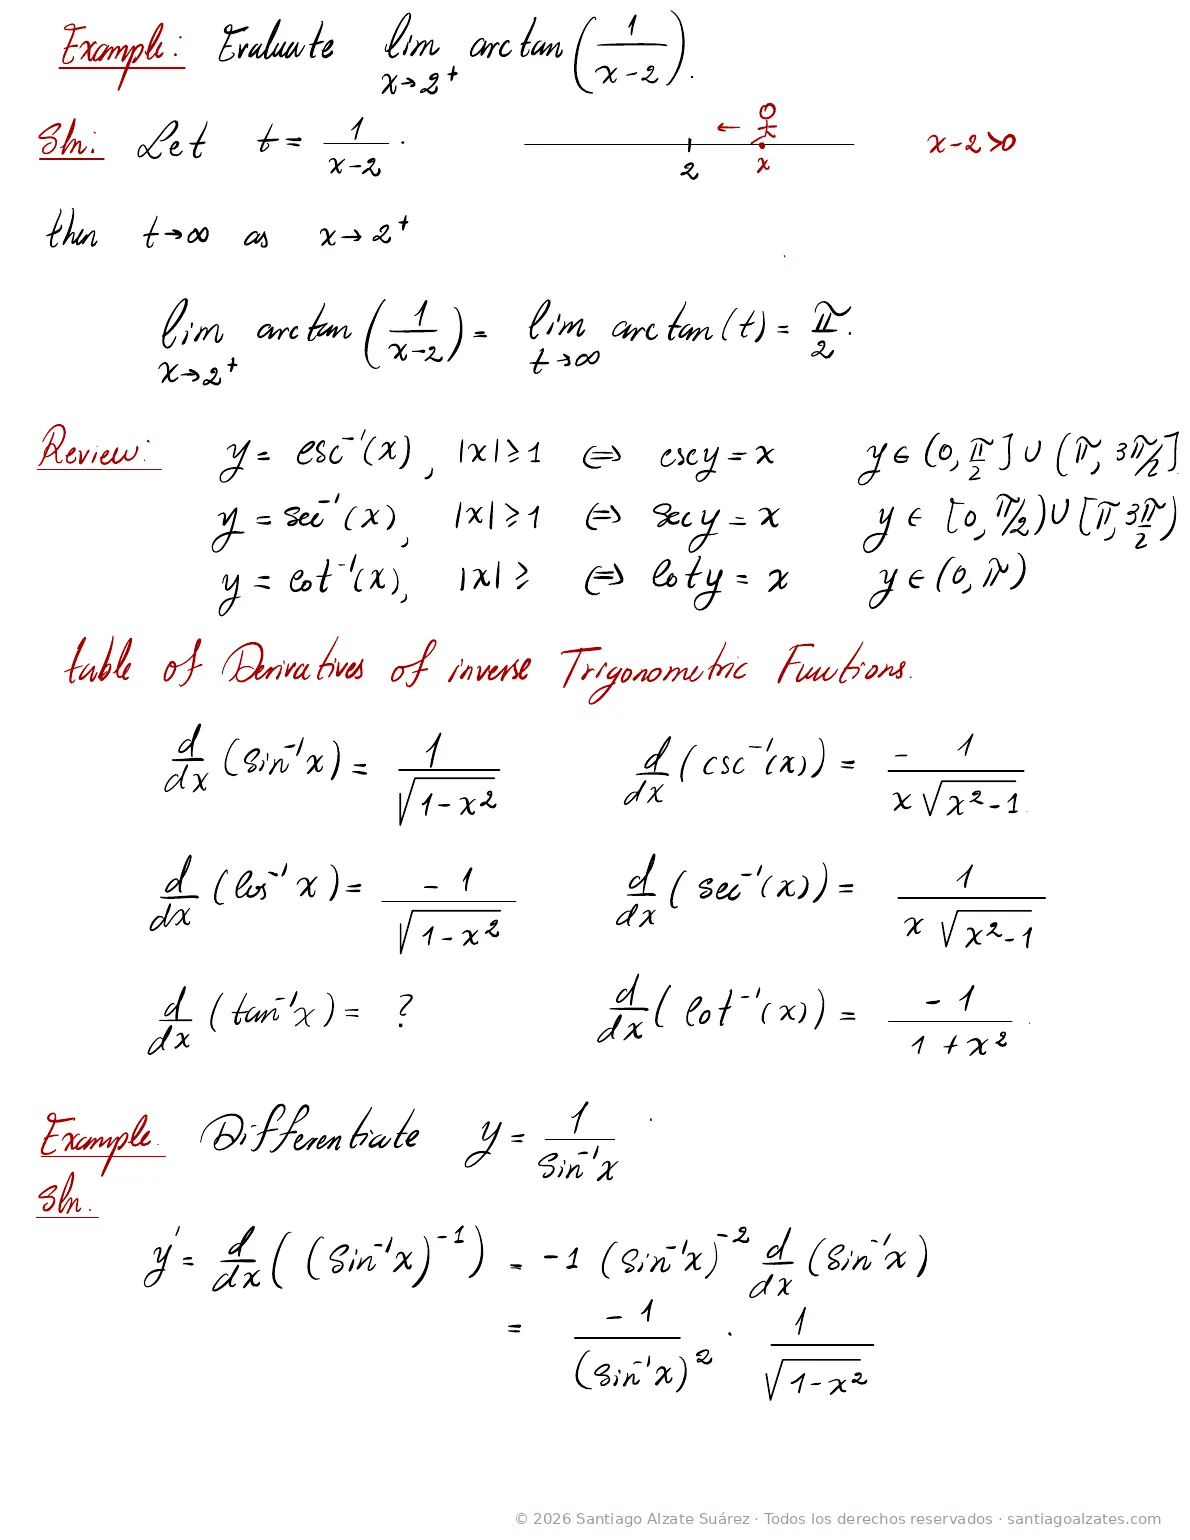 Example: Evaluate lim x→2⁺ arctan (1/(x-2)).
Sln: Let t = 1/(x-2). 2 x x-2>0
then t→∞ as x→2⁺
lim x→2⁺ arctan (1/(x-2)) = lim t→∞ arctan(t) = π/2.
Review: y = csc⁻¹(x), |x|≥1 ⇔ csc y = x y ∈ (0, π/2] ∪ (π, 3π/2]
y = sec⁻¹(x), |x|≥1 ⇔ sec y = x y ∈ [0, π/2) ∪ [π, 3π/2)
y = cot⁻¹(x), |x|≥ ⇔ cot y = x y ∈ (0, π)
table of Derivatives of inverse Trigonometric Functions.
d/dx (sin⁻¹x) = 1/√(1-x²) d/dx (csc⁻¹(x)) = -1/(x√(x²-1))
d/dx (cos⁻¹x) = -1/√(1-x²) d/dx (sec⁻¹(x)) = 1/(x√(x²-1))
d/dx (tan⁻¹x) = ? d/dx (cot⁻¹(x)) = -1/(1+x²).
Example. Differentiate y = 1/(sin⁻¹x)
Sln.
y' = d/dx ((sin⁻¹x)⁻¹) = -1 (sin⁻¹x)⁻² d/dx (sin⁻¹x)
= -1/(sin⁻¹x)² · 1/√(1-x²)
© 2026 Santiago Alzate Suárez · Todos los derechos reservados · santiagoalzates.com